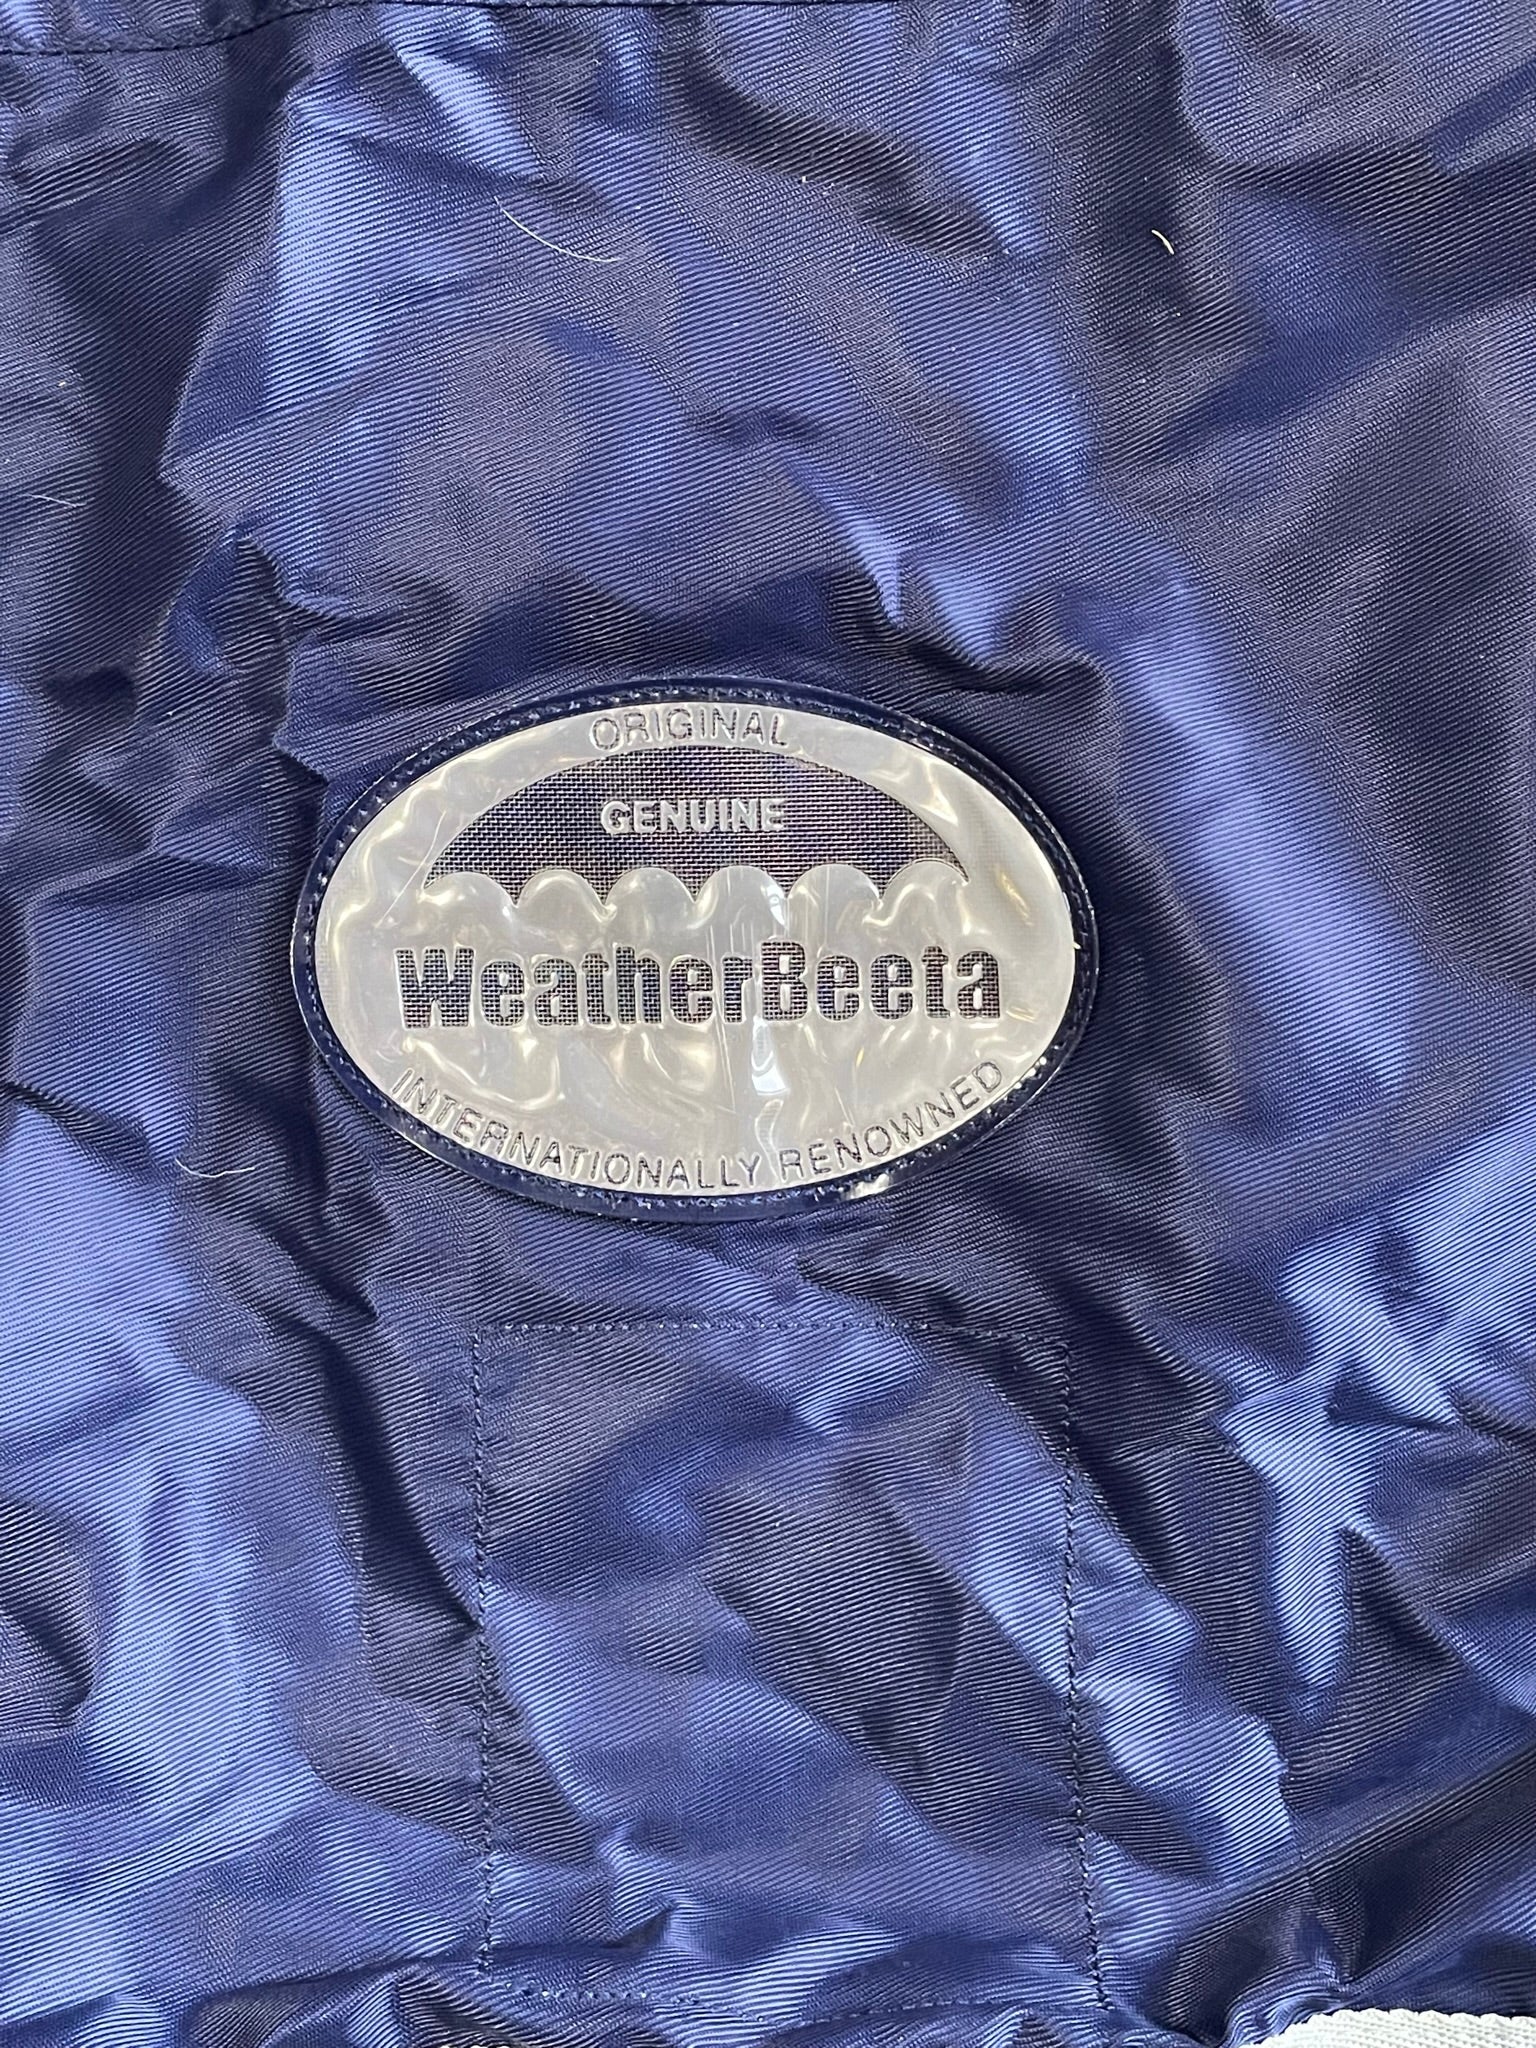 ORIGINAL
GENUINE
WeatherBeeta
INTERNATIONALLY RENOWNED